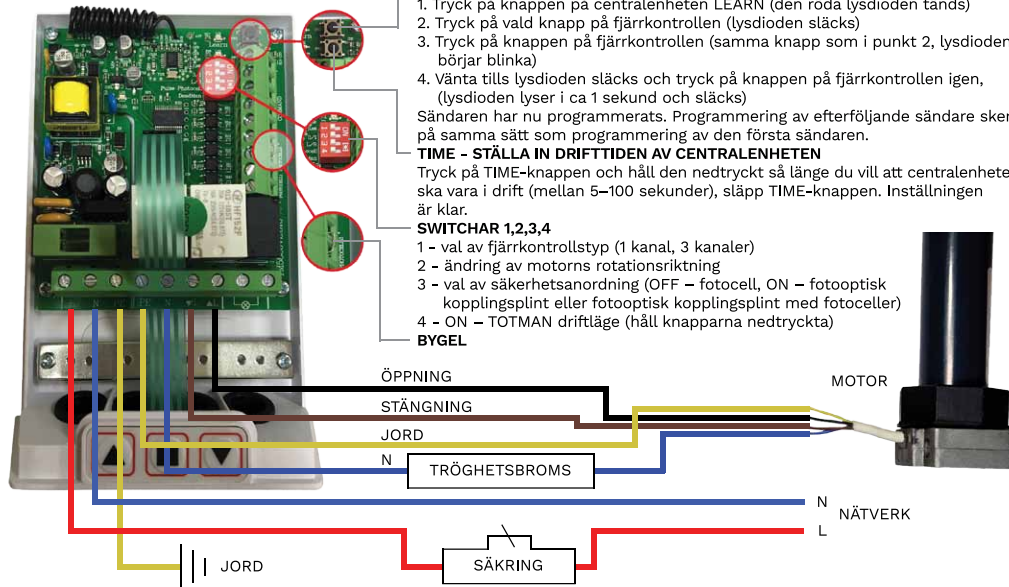 1. Tryck på knappen på centralenheten LEARN (den röda lysdioden tänds)
2. Tryck på vald knapp på fjärrkontrollen (lysdioden släcks)
3. Tryck på knappen på fjärrkontrollen (samma knapp som i punkt 2, lysdioden
börjar blinka)
4. Vänta tills lysdioden släcks och tryck på knappen på fjärrkontrollen igen,
(lysdioden lyser i ca 1 sekund och släcks)
Sändaren har nu programmerats. Programmering av efterföljande sändare sker
på samma sätt som programmering av den första sändaren.
TIME – STÄLLA IN DRIFTTIDEN AV CENTRALENHETEN
Tryck på TIME-knappen och håll den nedtryckt så länge du vill att centralenhete
ska vara i drift (mellan 5–100 sekunder), släpp TIME-knappen. Inställningen
är klar.
SWITCHAR 1,2,3,4
1 - val av fjärrkontrollstyp (1 kanal, 3 kanaler)
2 - ändring av motorns rotationsriktning
3 - val av säkerhetsanordning (OFF – fotocell, ON – fotooptisk
kopplingsplint eller fotooptisk kopplingsplint med fotoceller)
4 - ON – TOTMAN driftläge (håll knapparna nedtryckta)
BYGEL
Learn
HF152F
N
PE
PE
N
ÖPPNING
STÄNGNING
JORD
N
TRÖGHETSBROMS
MOTOR
N
NÄTVERK
L
SÄKRING
JORD